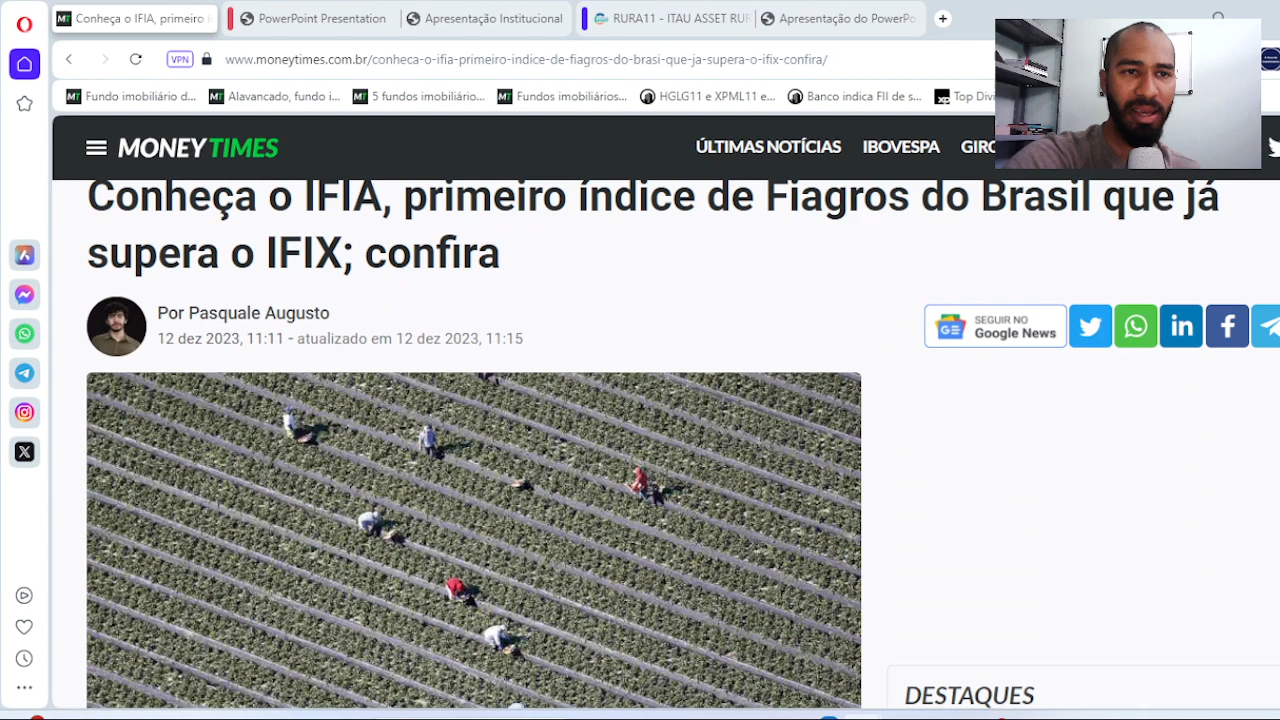 Conheça o IFIA, primeiro í
PowerPoint Presentation
Apresentação Institucional
RURA11 - ITAU ASSET RUR
Apresentação do PowerPo
VPN
www.moneytimes.com.br/conheca-o-ifia-primeiro-indice-de-fiagros-do-brasi-que-ja-supera-o-ifix-confira/
Fundo imobiliário d...
Alavancado, fundo i...
5 fundos imobiliário...
Fundos imobiliários...
HGLG11 e XPML11 e...
Banco indica FII de s...
Top Divi
MONEY TIMES
ÚLTIMAS NOTÍCIAS
IBOVESPA
GIRO
Conheça o IFIA, primeiro índice de Fiagros do Brasil que já
supera o IFIX; confira
Por Pasquale Augusto
12 dez 2023, 11:11 - atualizado em 12 dez 2023, 11:15
SEGUIR NO
Google News
DESTAQUES